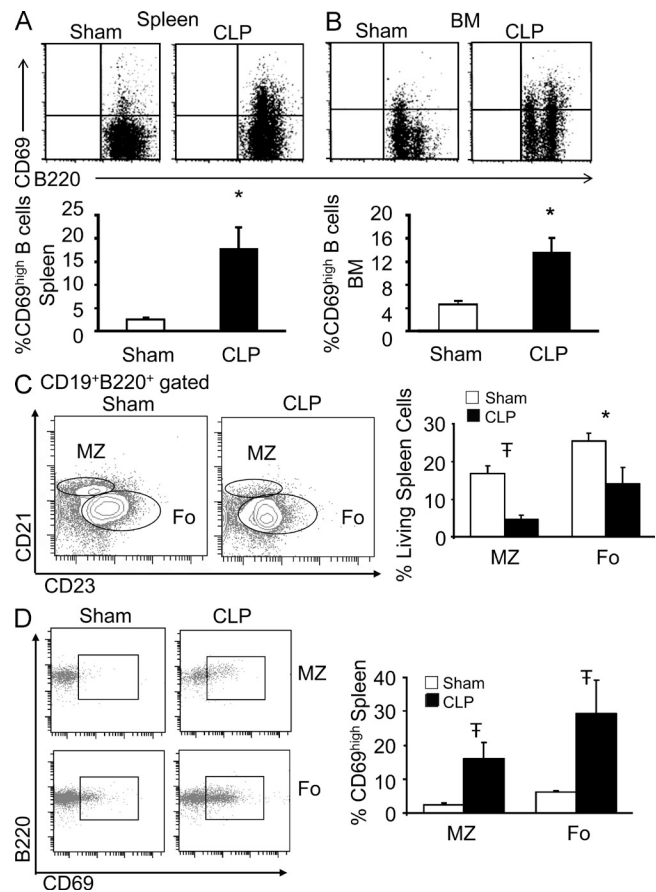 A Spleen B BM
Sham CLP Sham CLP
CD69
B220
%CD69high B cells
Spleen
25
20
15
10
5
0
*
Sham CLP
%CD69high B cells
BM
20
16
12
8
4
0
*
Sham CLP
C CD19+B220+ gated
Sham CLP
MZ MZ
Fo Fo
CD21
CD23
% Living Spleen Cells
Sham
CLP
30
20
10
0
Ŧ *
MZ Fo
D Sham CLP
MZ
Fo
B220
CD69
% CD69high Spleen
Sham
CLP
40
30
20
10
0
Ŧ Ŧ
MZ Fo